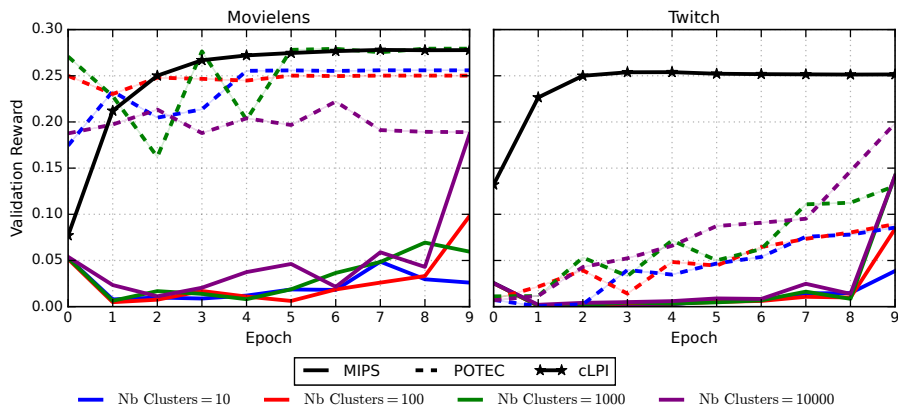 Movielens
Twitch
Validation Reward
0.30
0.25
0.20
0.15
0.10
0.05
0.00
0 1 2 3 4 5 6 7 8 9
0 1 2 3 4 5 6 7 8 9
Epoch
Epoch
MIPS POTEC cLPI
Nb Clusters = 10 Nb Clusters = 100 Nb Clusters = 1000 Nb Clusters = 10000